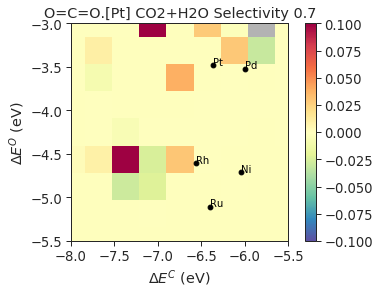 O=C=O.[Pt] CO2+H2O Selectivity 0.7
−3.0
−3.5
−4.0
−4.5
−5.0
−5.5
ΔE^O (eV)
Pt
Pd
Rh
Ni
Ru
−8.0 −7.5 −7.0 −6.5 −6.0 −5.5
ΔE^C (eV)
0.100
0.075
0.050
0.025
0.000
−0.025
−0.050
−0.075
−0.100